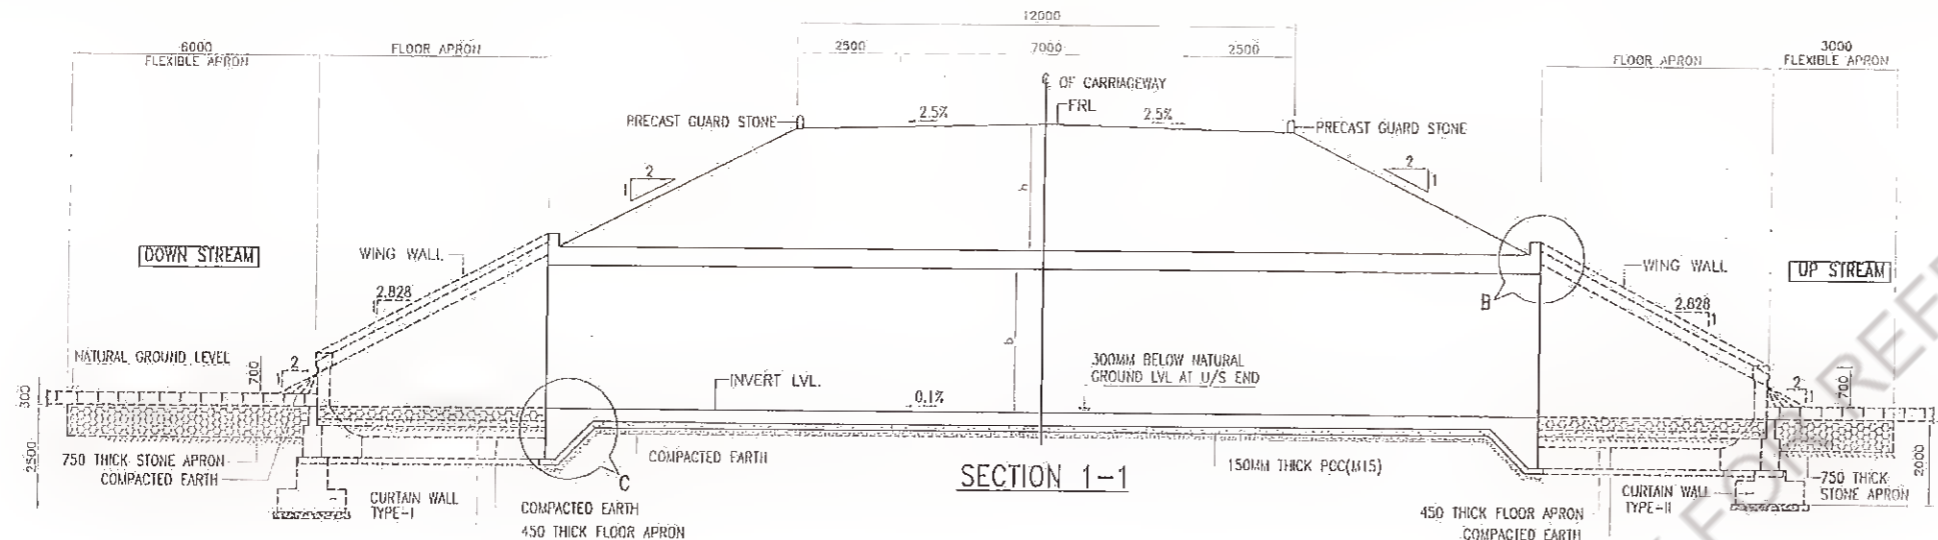 12000
6000
FLEXIBLE APRON
FLOOR APRON
2500
7000
2500
FLOOR APRON
3000
FLEXIBLE APRON
℄ OF CARRIAGEWAY
FRL
PRECAST GUARD STONE
2.5%
2.5%
PRECAST GUARD STONE
2
1
2
1
h
DOWN STREAM
WING WALL
WING WALL
UP STREAM
B
2.828
1
2.828
1
NATURAL GROUND LEVEL
700
2
1
INVERT LVL.
b
300MM BELOW NATURAL
GROUND LVL AT U/S END
0.1%
2
1
700
300
2500
750 THICK STONE APRON
COMPACTED EARTH
COMPACTED EARTH
C
SECTION 1-1
150MM THICK PCC(M15)
750 THICK
STONE APRON
2000
CURTAIN WALL
TYPE-I
COMPACTED EARTH
450 THICK FLOOR APRON
CURTAIN WALL
TYPE-II
450 THICK FLOOR APRON
COMPACTED EARTH
FOR REF